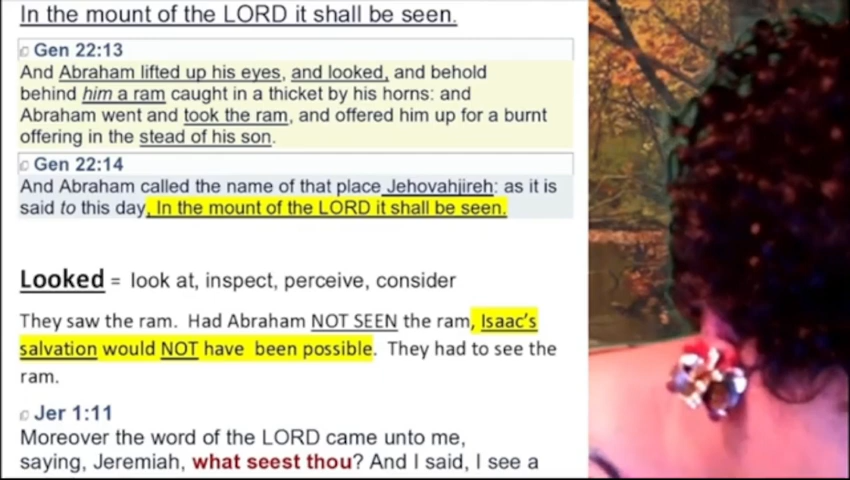 In the mount of the LORD it shall be seen.
Gen 22:13
And Abraham lifted up his eyes, and looked, and behold
behind him a ram caught in a thicket by his horns: and
Abraham went and took the ram, and offered him up for a burnt
offering in the stead of his son.
Gen 22:14
And Abraham called the name of that place Jehovahjireh: as it is
said to this day, In the mount of the LORD it shall be seen.
Looked = look at, inspect, perceive, consider
They saw the ram. Had Abraham NOT SEEN the ram, Isaac's
salvation would NOT have been possible. They had to see the
ram.
Jer 1:11
Moreover the word of the LORD came unto me,
saying, Jeremiah, what seest thou? And I said, I see a